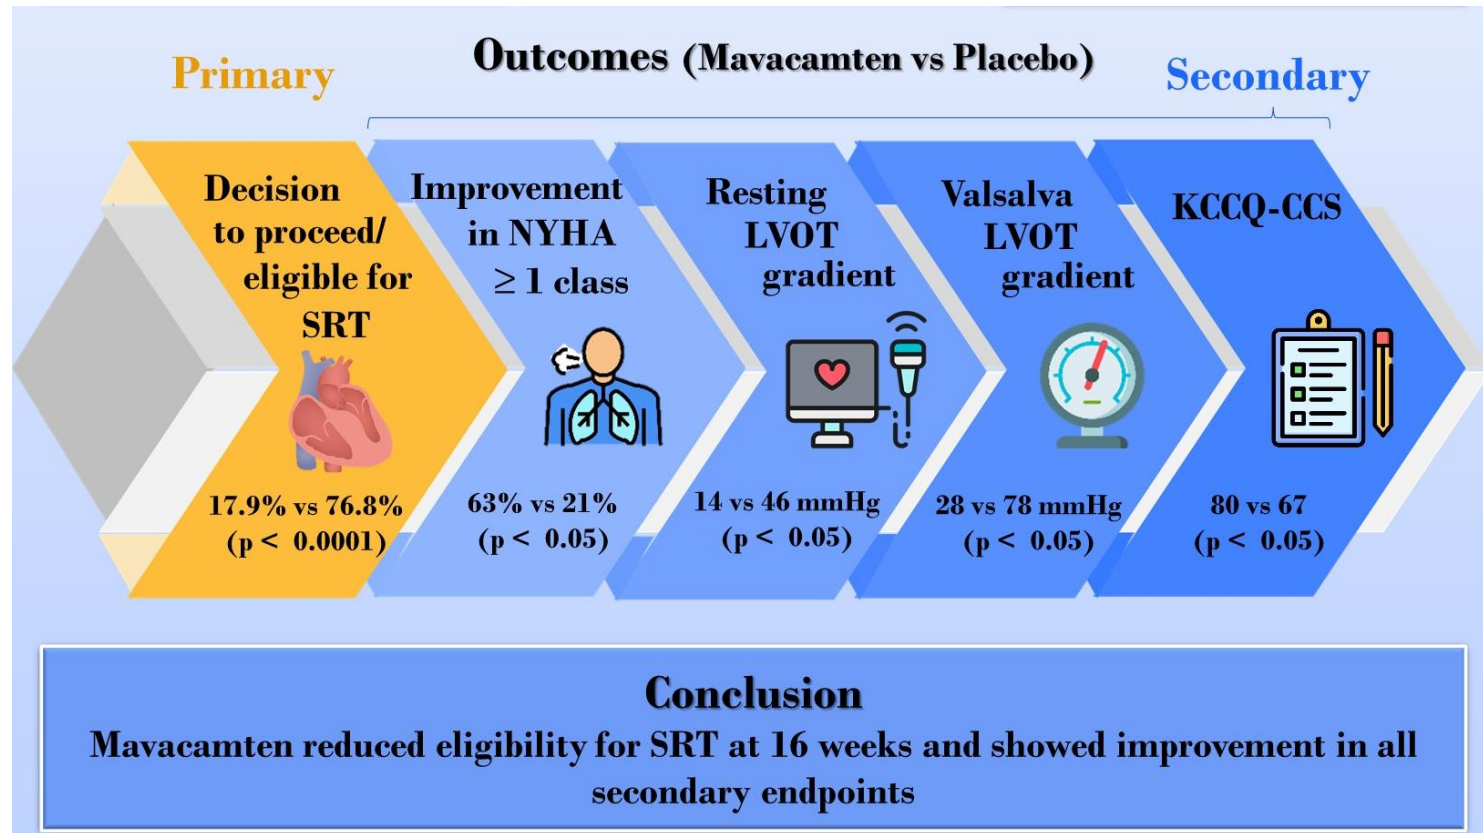 Outcomes (Mavacamten vs Placebo)
Primary
Secondary
Decision
to proceed/
eligible for
SRT
17.9% vs 76.8%
(p < 0.0001)
Improvement
in NYHA
≥ 1 class
63% vs 21%
(p < 0.05)
Resting
LVOT
gradient
14 vs 46 mmHg
(p < 0.05)
Valsalva
LVOT
gradient
28 vs 78 mmHg
(p < 0.05)
KCCQ-CCS
80 vs 67
(p < 0.05)
Conclusion
Mavacamten reduced eligibility for SRT at 16 weeks and showed improvement in all
secondary endpoints